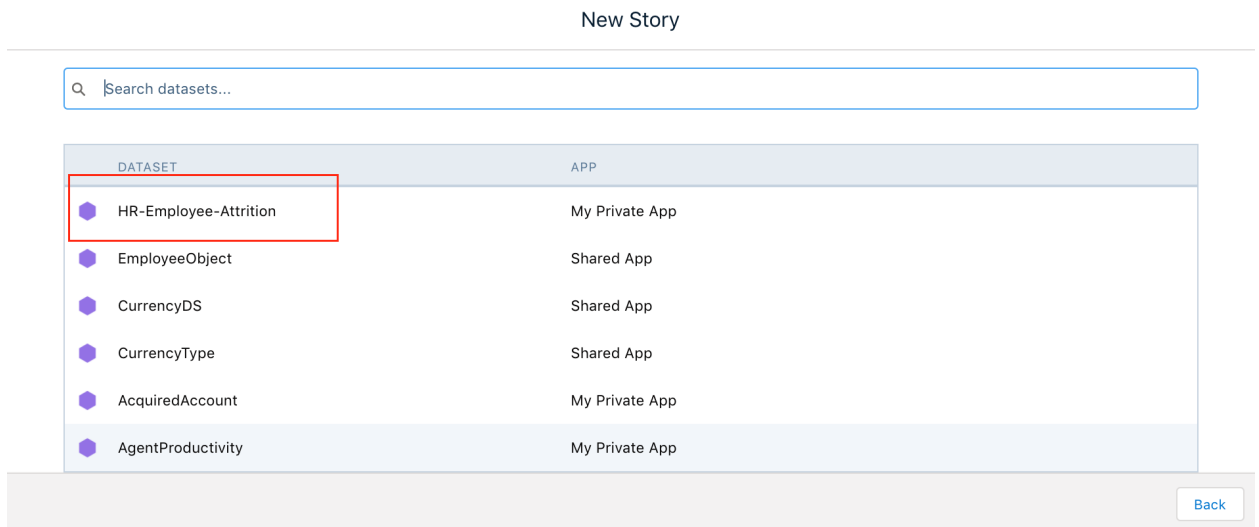 New Story
Search datasets...
DATASET APP
HR-Employee-Attrition My Private App
EmployeeObject Shared App
CurrencyDS Shared App
CurrencyType Shared App
AcquiredAccount My Private App
AgentProductivity My Private App
Back